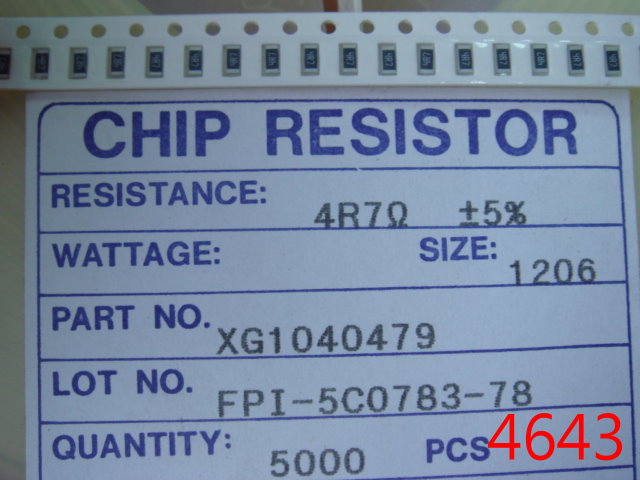 CHIP RESISTOR
RESISTANCE: 4R7Ω ±5%
WATTAGE: SIZE: 1206
PART NO. XG1040479
LOT NO. FPI-5C0783-78
QUANTITY: 5000 PCS 4643